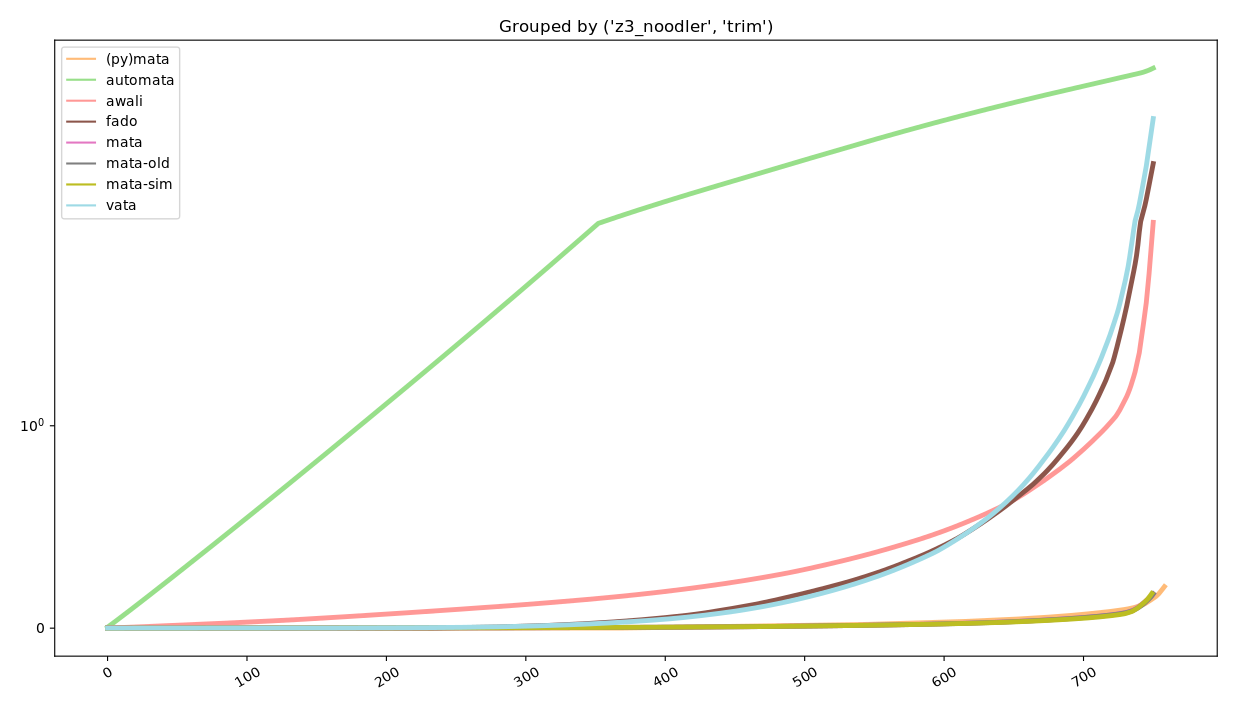 Grouped by ('z3_noodler', 'trim')
(py)mata
automata
awali
fado
mata
mata-old
mata-sim
vata
10⁰
0
0
100
200
300
400
500
600
700